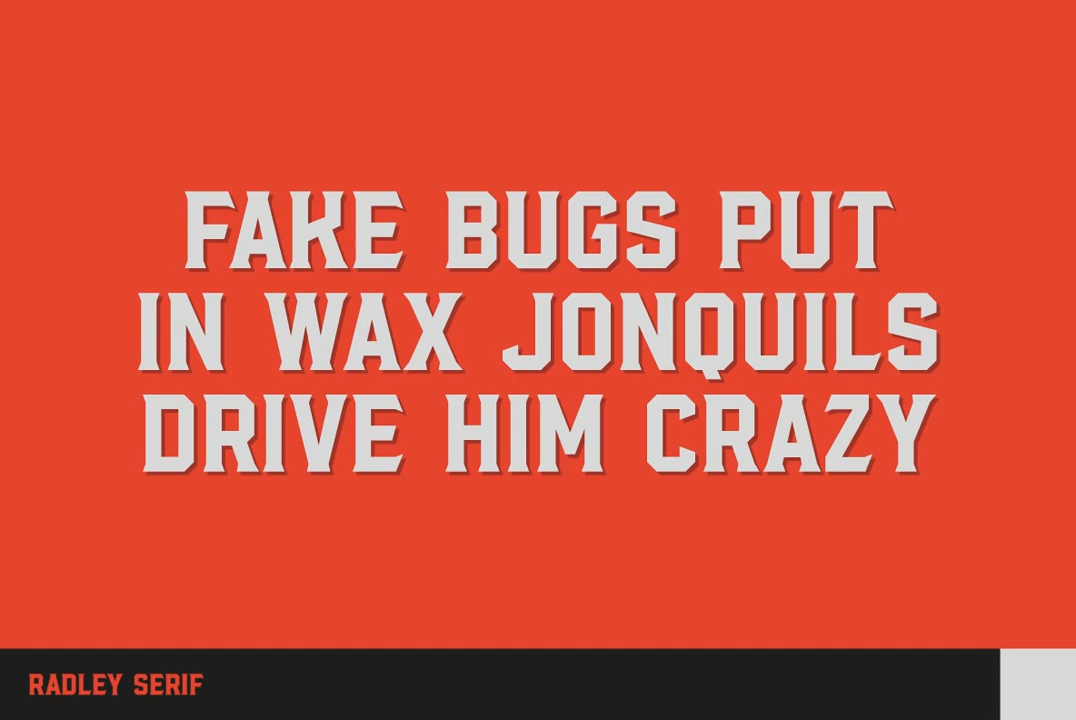 FAKE BUGS PUT
IN WAX JONQUILS
DRIVE HIM CRAZY
RADLEY SERIF